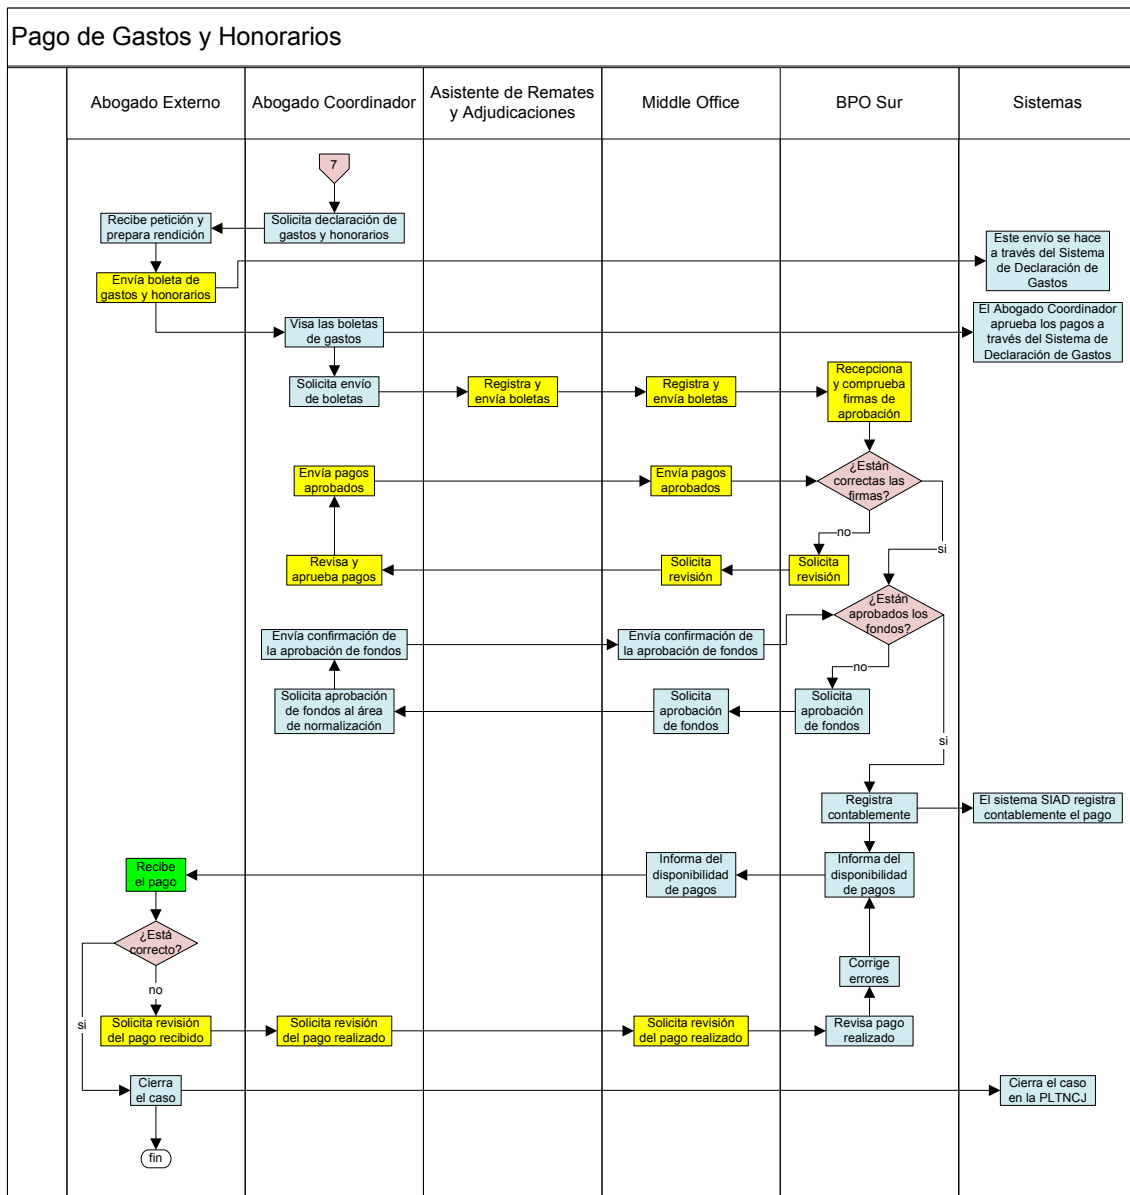 Pago de Gastos y Honorarios
Abogado Externo
Abogado Coordinador
Asistente de Remates
y Adjudicaciones
Middle Office
BPO Sur
Sistemas
7
Recibe petición y
prepara rendición
Solicita declaración de
gastos y honorarios
Envía boleta de
gastos y honorarios
Este envío se hace
a través del Sistema
de Declaración de
Gastos
Visa las boletas
de gastos
El Abogado Coordinador
aprueba los pagos a
través del Sistema de
Declaración de Gastos
Solicita envío
de boletas
Registra y
envía boletas
Registra y
envía boletas
Recepciona
y comprueba
firmas de
aprobación
Envía pagos
aprobados
Envía pagos
aprobados
¿Están
correctas las
firmas?
no
si
Revisa y
aprueba pagos
Solicita
revisión
Solicita
revisión
¿Están
aprobados los
fondos?
Envía confirmación de
la aprobación de fondos
Envía confirmación de
la aprobación de fondos
no
Solicita aprobación
de fondos al área
de normalización
Solicita
aprobación
de fondos
Solicita
aprobación
de fondos
si
Registra
contablemente
El sistema SIAD registra
contablemente el pago
Recibe
el pago
Informa del
disponibilidad
de pagos
Informa del
disponibilidad
de pagos
¿Está
correcto?
Corrige
errores
no
si
Solicita revisión
del pago recibido
Solicita revisión
del pago realizado
Solicita revisión
del pago realizado
Revisa pago
realizado
Cierra
el caso
Cierra el caso
en la PLTNCJ
fin